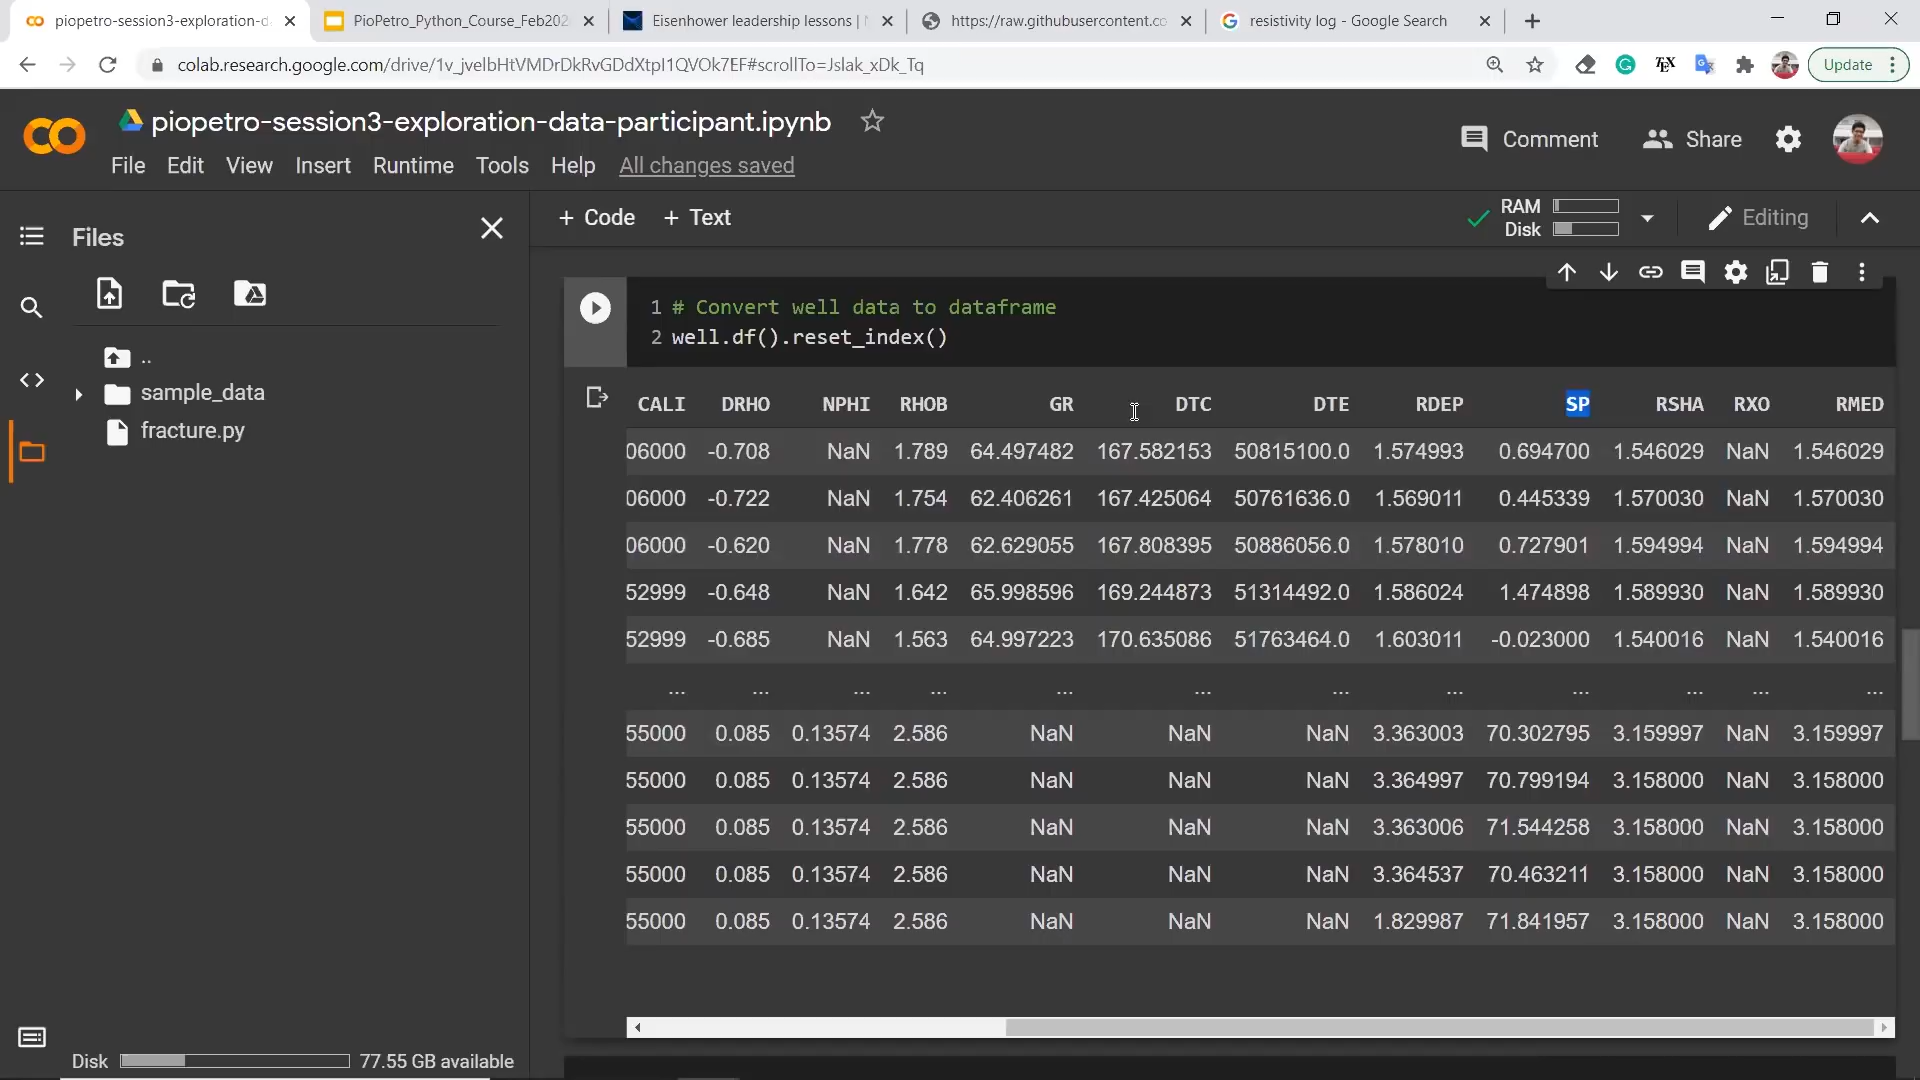 piopetro-session3-exploration-d
PioPetro_Python_Course_Feb202
Eisenhower leadership lessons |
https://raw.githubusercontent.co
resistivity log - Google Search
colab.research.google.com/drive/1v_jvelbHtVMDrDkRvGDdXtpI1QVOk7EF#scrollTo=Jslak_xDk_Tq
Update
piopetro-session3-exploration-data-participant.ipynb
Comment
Share
File Edit View Insert Runtime Tools Help All changes saved
Files
+ Code + Text
RAM
Disk
Editing
..
sample_data
fracture.py
1 # Convert well data to dataframe
2 well.df().reset_index()
CALI DRHO NPHI RHOB GR DTC DTE RDEP SP RSHA RXO RMED
06000 -0.708 NaN 1.789 64.497482 167.582153 50815100.0 1.574993 0.694700 1.546029 NaN 1.546029
06000 -0.722 NaN 1.754 62.406261 167.425064 50761636.0 1.569011 0.445339 1.570030 NaN 1.570030
06000 -0.620 NaN 1.778 62.629055 167.808395 50886056.0 1.578010 0.727901 1.594994 NaN 1.594994
52999 -0.648 NaN 1.642 65.998596 169.244873 51314492.0 1.586024 1.474898 1.589930 NaN 1.589930
52999 -0.685 NaN 1.563 64.997223 170.635086 51763464.0 1.603011 -0.023000 1.540016 NaN 1.540016
... ... ... ... ... ... ... ... ... ... ... ...
55000 0.085 0.13574 2.586 NaN NaN NaN 3.363003 70.302795 3.159997 NaN 3.159997
55000 0.085 0.13574 2.586 NaN NaN NaN 3.364997 70.799194 3.158000 NaN 3.158000
55000 0.085 0.13574 2.586 NaN NaN NaN 3.363006 71.544258 3.158000 NaN 3.158000
55000 0.085 0.13574 2.586 NaN NaN NaN 3.364537 70.463211 3.158000 NaN 3.158000
55000 0.085 0.13574 2.586 NaN NaN NaN 1.829987 71.841957 3.158000 NaN 3.158000
Disk
77.55 GB available